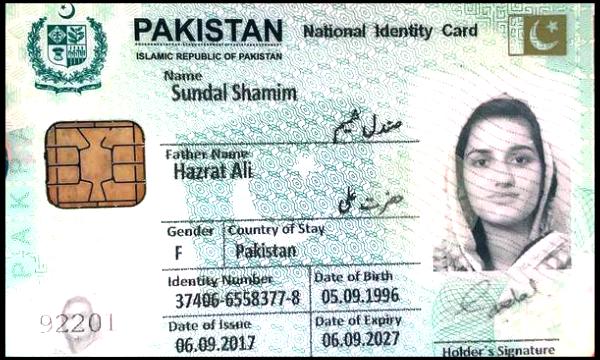 PAKISTAN National Identity Card
ISLAMIC REPUBLIC OF PAKISTAN
Name
Sundal Shamim
صندل شمیم
Father Name
Hazrat Ali
حضرت علی
Gender Country of Stay
F Pakistan
Identity Number Date of Birth
37406-6558377-8 05.09.1996
Date of Issue Date of Expiry
06.09.2017 06.09.2027
92201
Holder's Signature